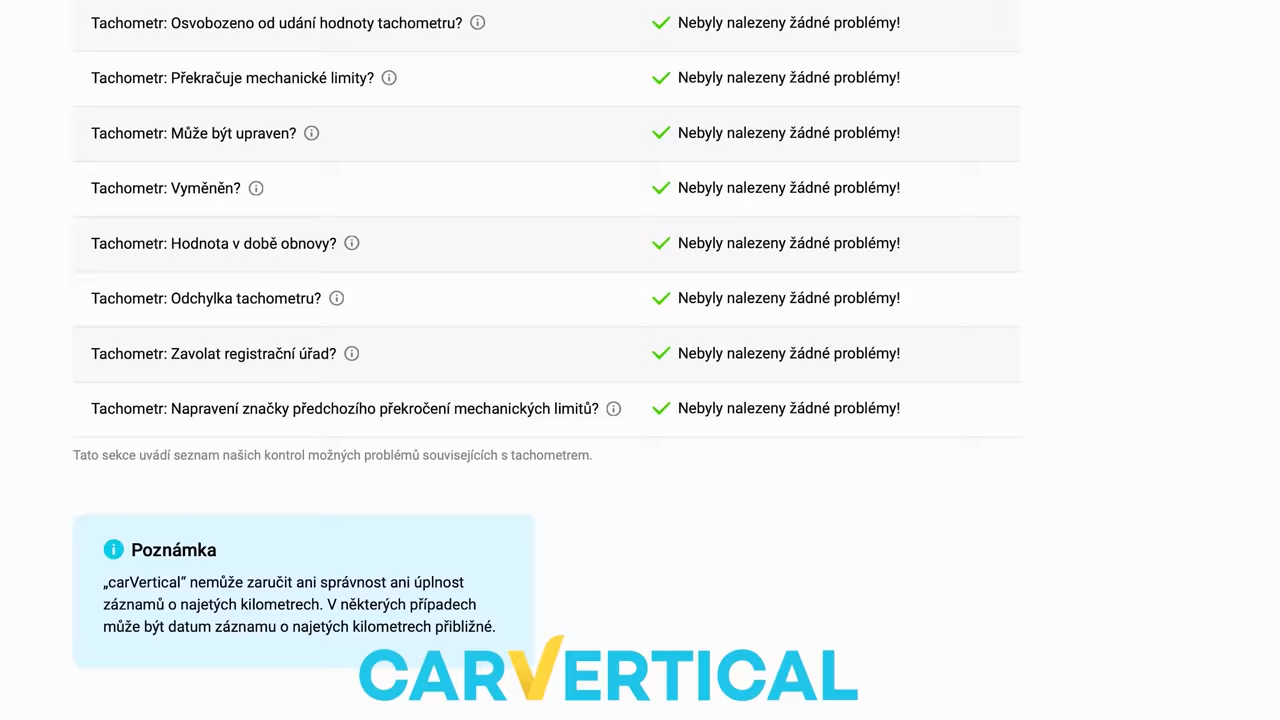 Tachometr: Osvobozeno od udání hodnoty tachometru? Nebyly nalezeny žádné problémy!
Tachometr: Překračuje mechanické limity? Nebyly nalezeny žádné problémy!
Tachometr: Může být upraven? Nebyly nalezeny žádné problémy!
Tachometr: Vyměněn? Nebyly nalezeny žádné problémy!
Tachometr: Hodnota v době obnovy? Nebyly nalezeny žádné problémy!
Tachometr: Odchylka tachometru? Nebyly nalezeny žádné problémy!
Tachometr: Zavolat registrační úřad? Nebyly nalezeny žádné problémy!
Tachometr: Napravení značky předchozího překročení mechanických limitů? Nebyly nalezeny žádné problémy!
Tato sekce uvádí seznam našich kontrol možných problémů souvisejících s tachometrem.
Poznámka
„carVertical“ nemůže zaručit ani správnost ani úplnost
záznamů o najetých kilometrech. V některých případech
může být datum záznamu o najetých kilometrech přibližné.
CARVERTICAL